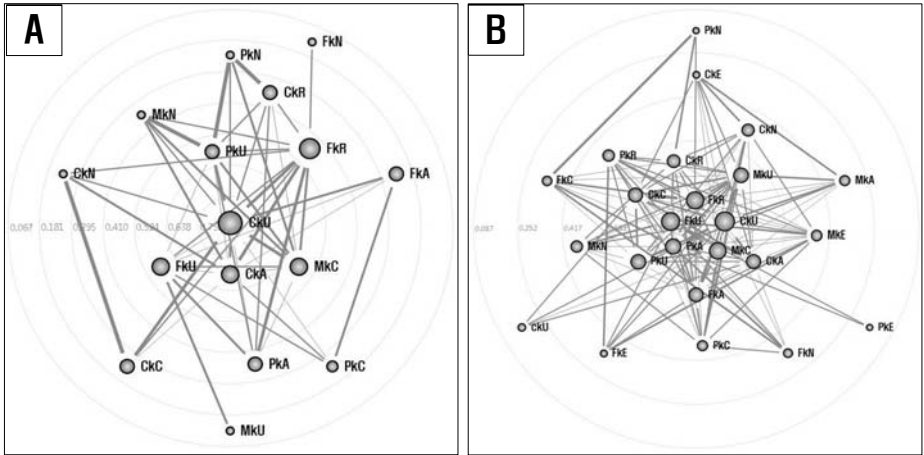 A
FkN
PkN
CkR
MkN
FkR
PkU
CkN
FkA
CkU
0.067 0.181 0.295 0.410 0.638
FkU
MkC
CkA
CkC
PkA
PkC
MkU
B
PkN
CkE
CkN
PkR
CkR
FkC
MkU
MkA
CkC
FkR
FkU
CkU
0.067 0.252 0.417
MkE
MkN
PkA
MkC
PkU
CkA
FkA
CkU
PkE
PkC
FkE
FkN